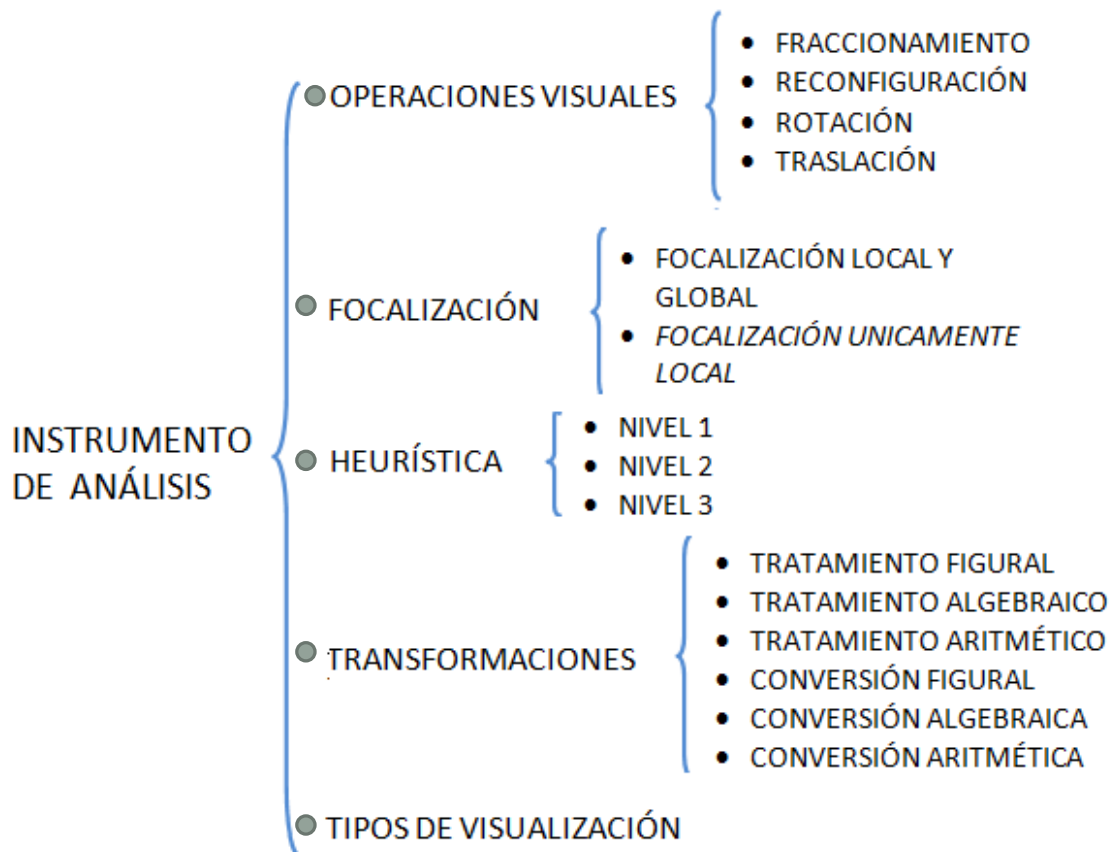 INSTRUMENTO
DE ANÁLISIS
OPERACIONES VISUALES
• FRACCIONAMIENTO
• RECONFIGURACIÓN
• ROTACIÓN
• TRASLACIÓN
FOCALIZACIÓN
• FOCALIZACIÓN LOCAL Y
GLOBAL
• FOCALIZACIÓN UNICAMENTE
LOCAL
HEURÍSTICA
• NIVEL 1
• NIVEL 2
• NIVEL 3
TRANSFORMACIONES
• TRATAMIENTO FIGURAL
• TRATAMIENTO ALGEBRAICO
• TRATAMIENTO ARITMÉTICO
• CONVERSIÓN FIGURAL
• CONVERSIÓN ALGEBRAICA
• CONVERSIÓN ARITMÉTICA
TIPOS DE VISUALIZACIÓN